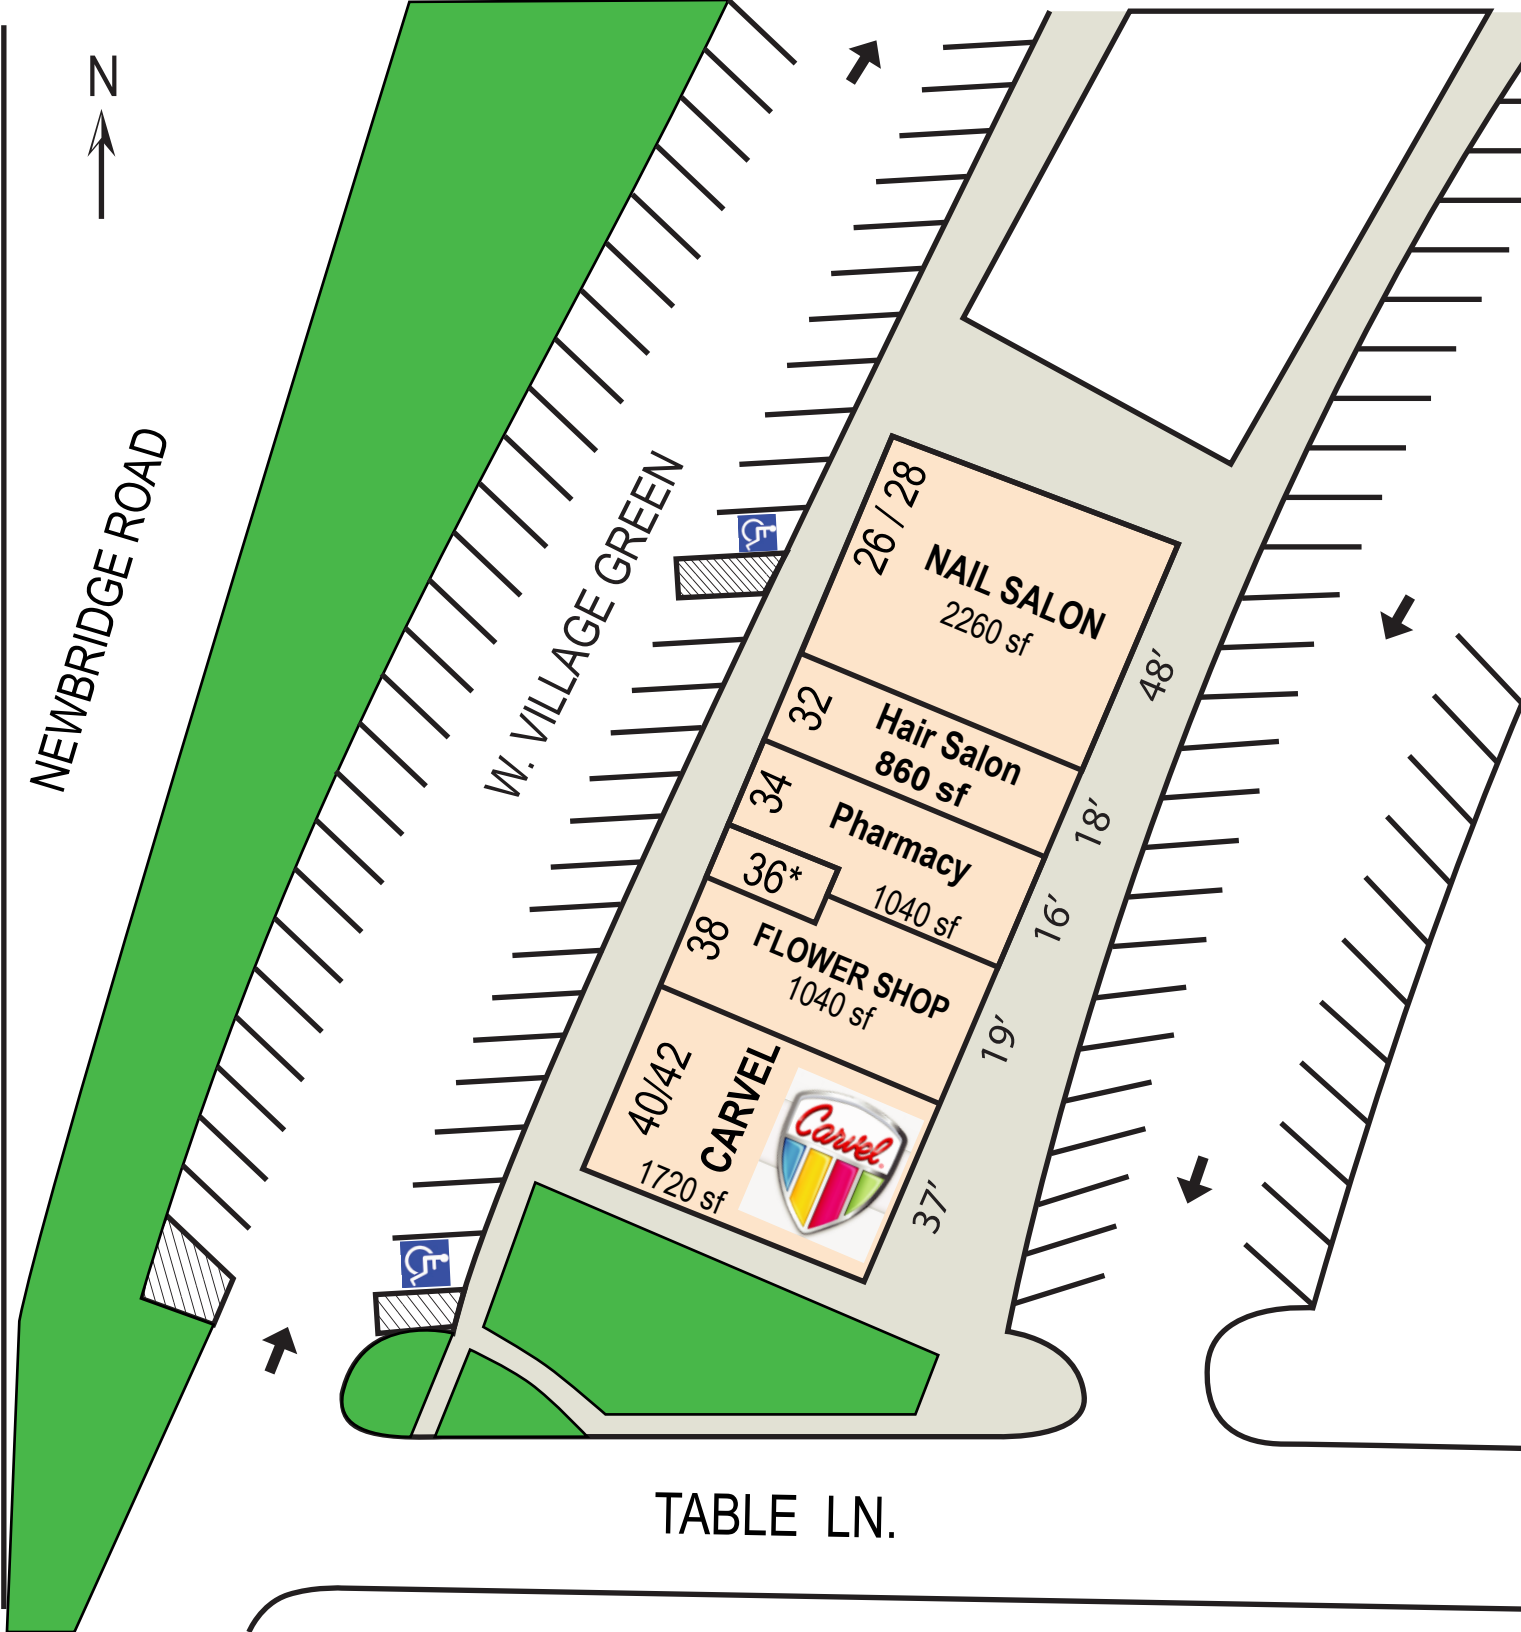 N
NEWBRIDGE ROAD
W. VILLAGE GREEN
26 / 28
NAIL SALON
2260 sf
48'
32
Hair Salon
860 sf
18'
34
Pharmacy
1040 sf
16'
36*
38
FLOWER SHOP
1040 sf
19'
40/42
CARVEL
1720 sf
Carvel
37'
TABLE LN.